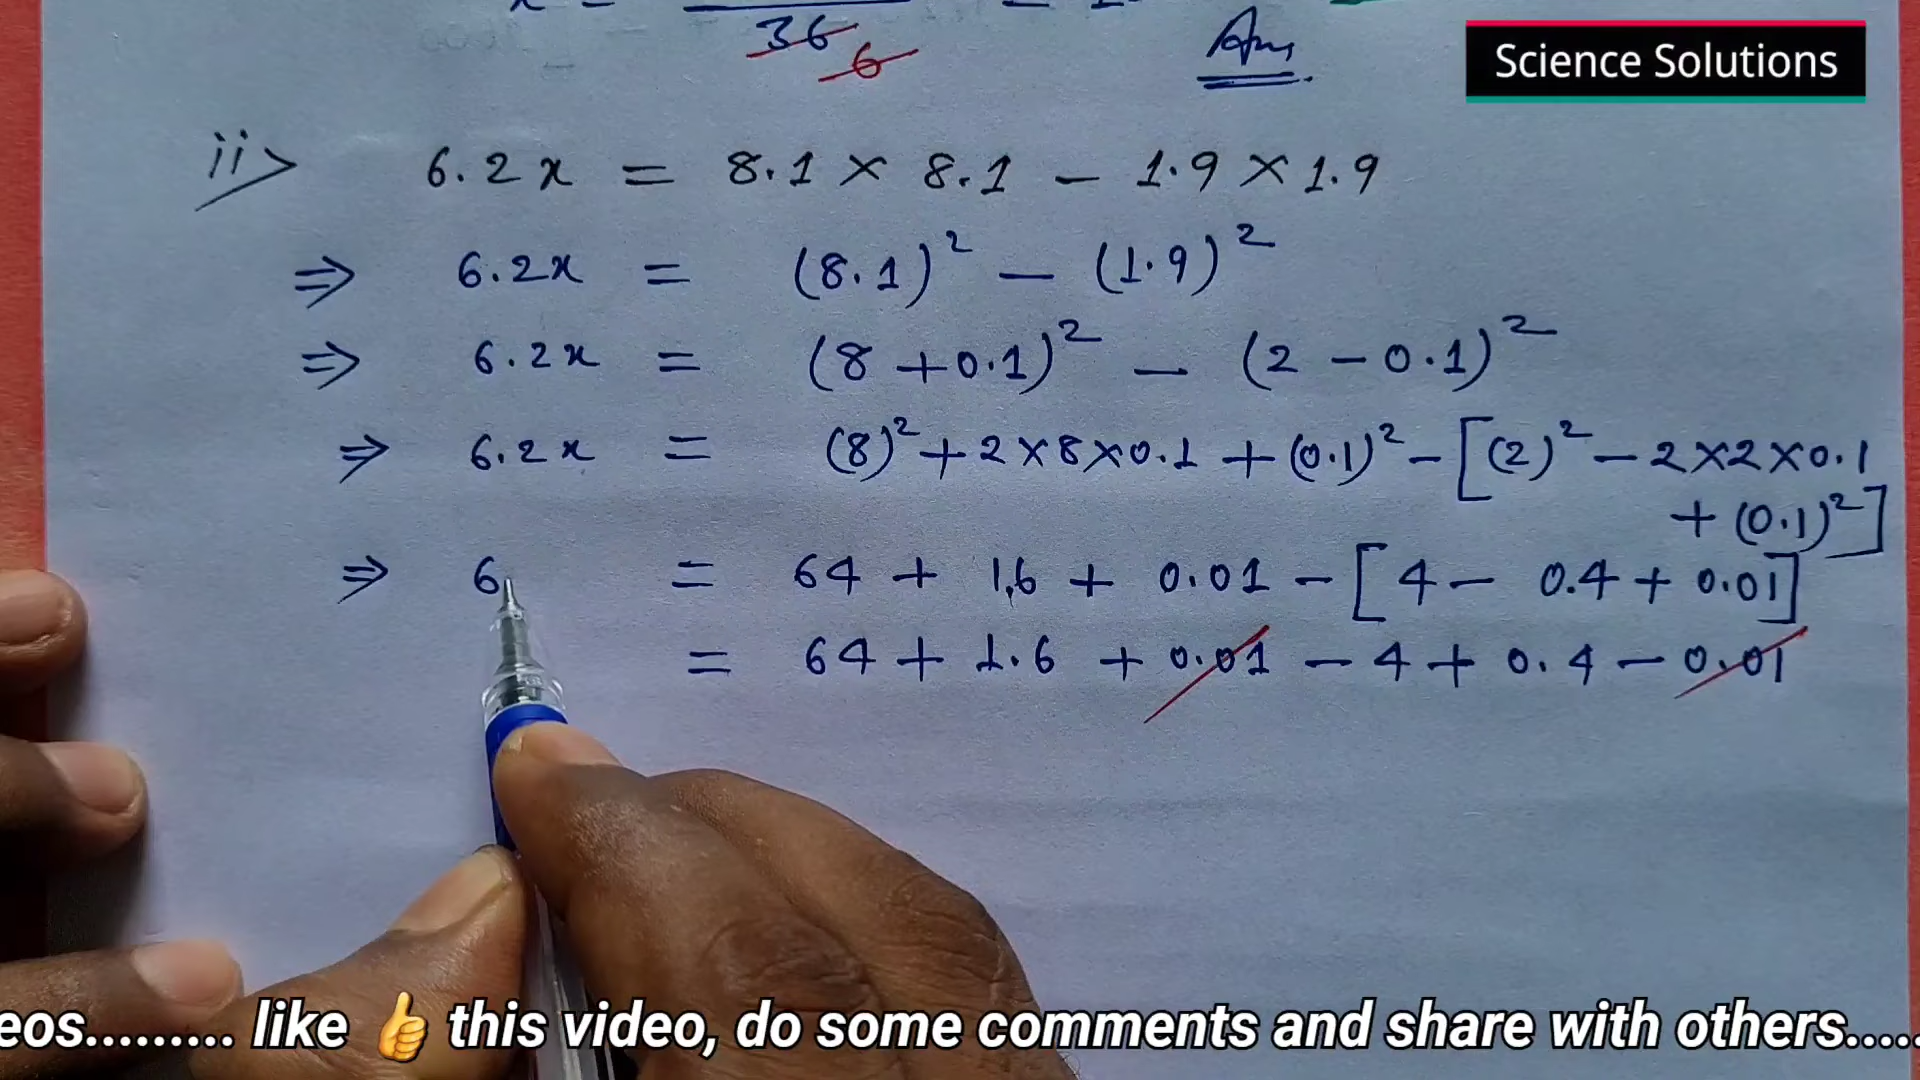 x =
36 6
Ans
Science Solutions
ii> 6.2x = 8.1 × 8.1 - 1.9 × 1.9
⇒ 6.2x = (8.1)² - (1.9)²
⇒ 6.2x = (8 + 0.1)² - (2 - 0.1)²
⇒ 6.2x = (8)² + 2×8×0.1 + (0.1)² - [(2)² - 2×2×0.1
+ (0.1)²]
⇒ 6. = 64 + 1.6 + 0.01 - [4 - 0.4 + 0.01]
= 64 + 1.6 + 0.01 - 4 + 0.4 - 0.01
eos......... like 👍 this video, do some comments and share with others.....